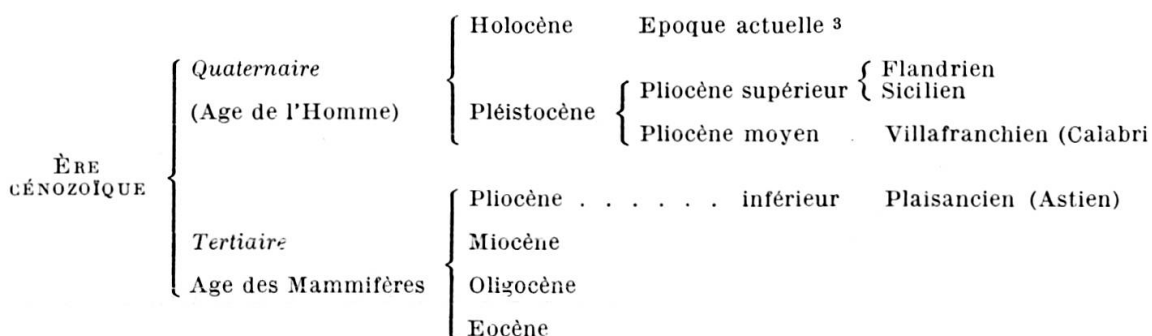 Holocène Epoque actuelle ³
Quaternaire Flandrien
Pliocène supérieur Sicilien
(Age de l'Homme) Pléistocène
Pliocène moyen Villafranchien (Calabri
ÈRE
CÉNOZOÏQUE
Pliocène . . . . . . inférieur Plaisancien (Astien)
Tertiaire Miocène
Age des Mammifères Oligocène
Eocène